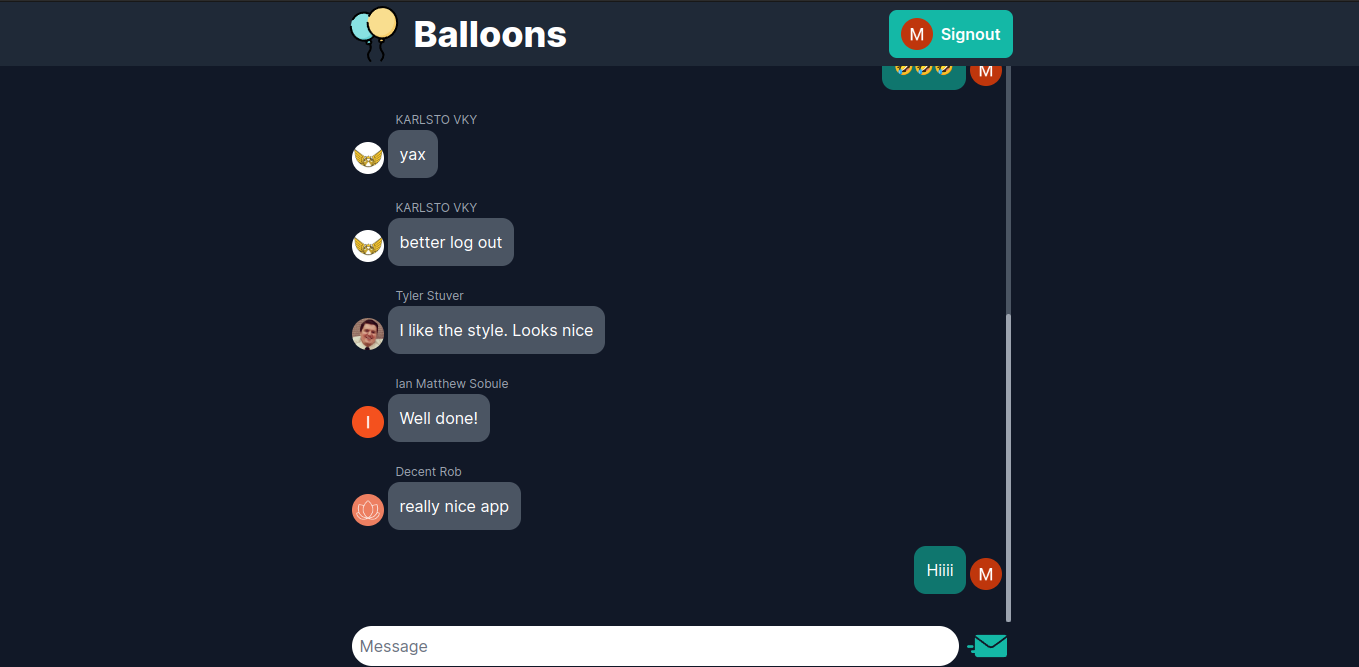 Balloons
M Signout
🤣🤣🤣
M
KARLSTO VKY
yax
KARLSTO VKY
better log out
Tyler Stuver
I like the style. Looks nice
Ian Matthew Sobule
I
Well done!
Decent Rob
really nice app
Hiiii
M
Message